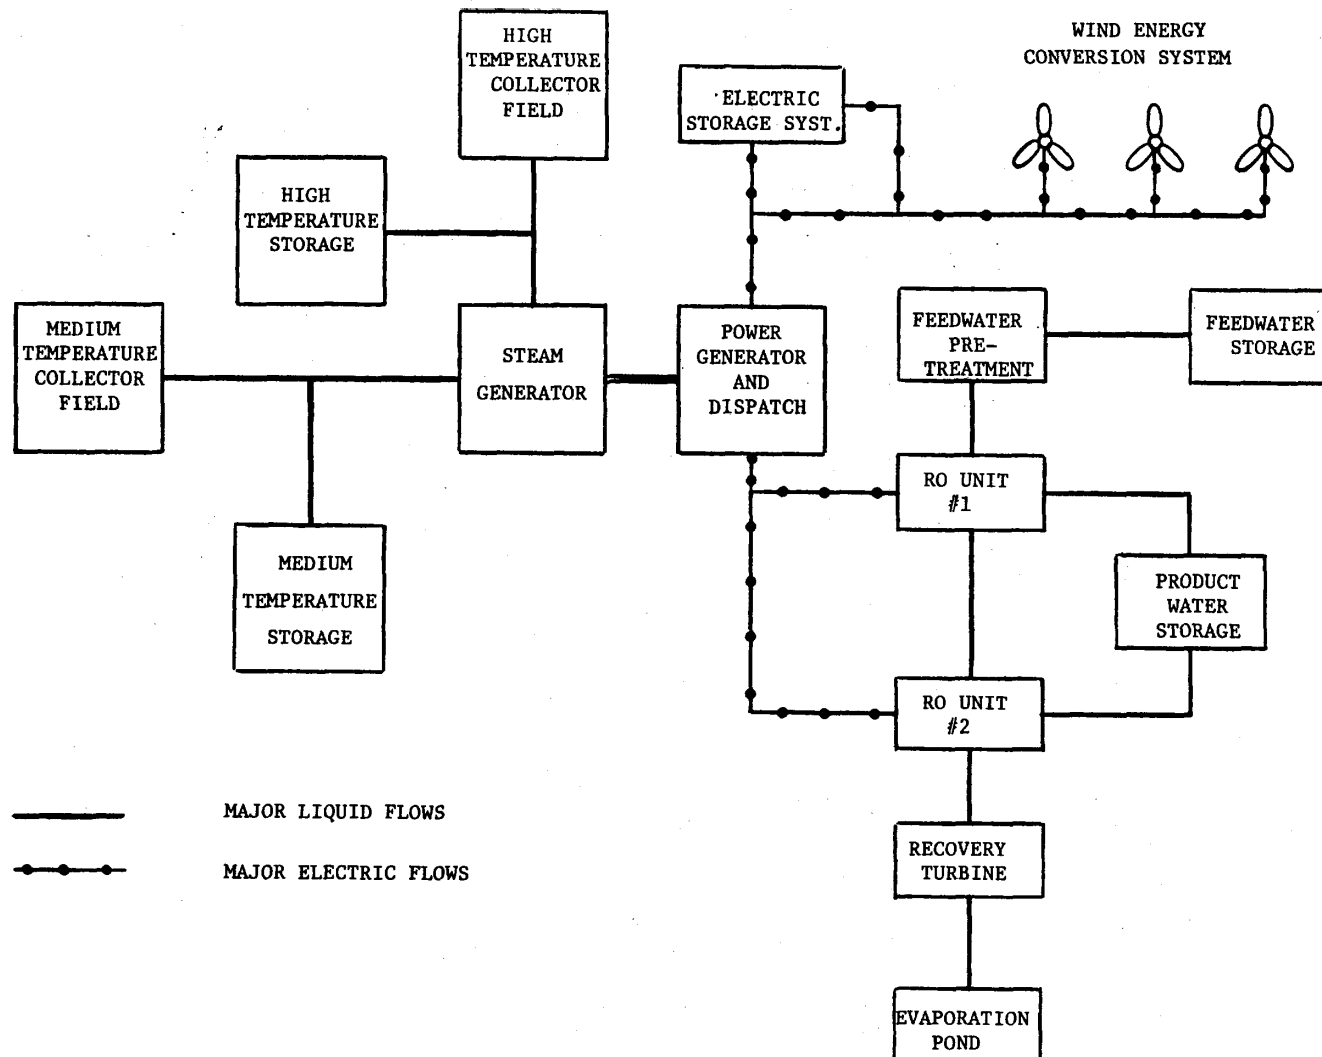 HIGH
TEMPERATURE
COLLECTOR
FIELD
WIND ENERGY
CONVERSION SYSTEM
ELECTRIC
STORAGE SYST.
HIGH
TEMPERATURE
STORAGE
MEDIUM
TEMPERATURE
COLLECTOR
FIELD
STEAM
GENERATOR
POWER
GENERATOR
AND
DISPATCH
FEEDWATER
PRE-
TREATMENT
FEEDWATER
STORAGE
RO UNIT
#1
MEDIUM
TEMPERATURE
STORAGE
PRODUCT
WATER
STORAGE
RO UNIT
#2
MAJOR LIQUID FLOWS
MAJOR ELECTRIC FLOWS
RECOVERY
TURBINE
EVAPORATION
POND